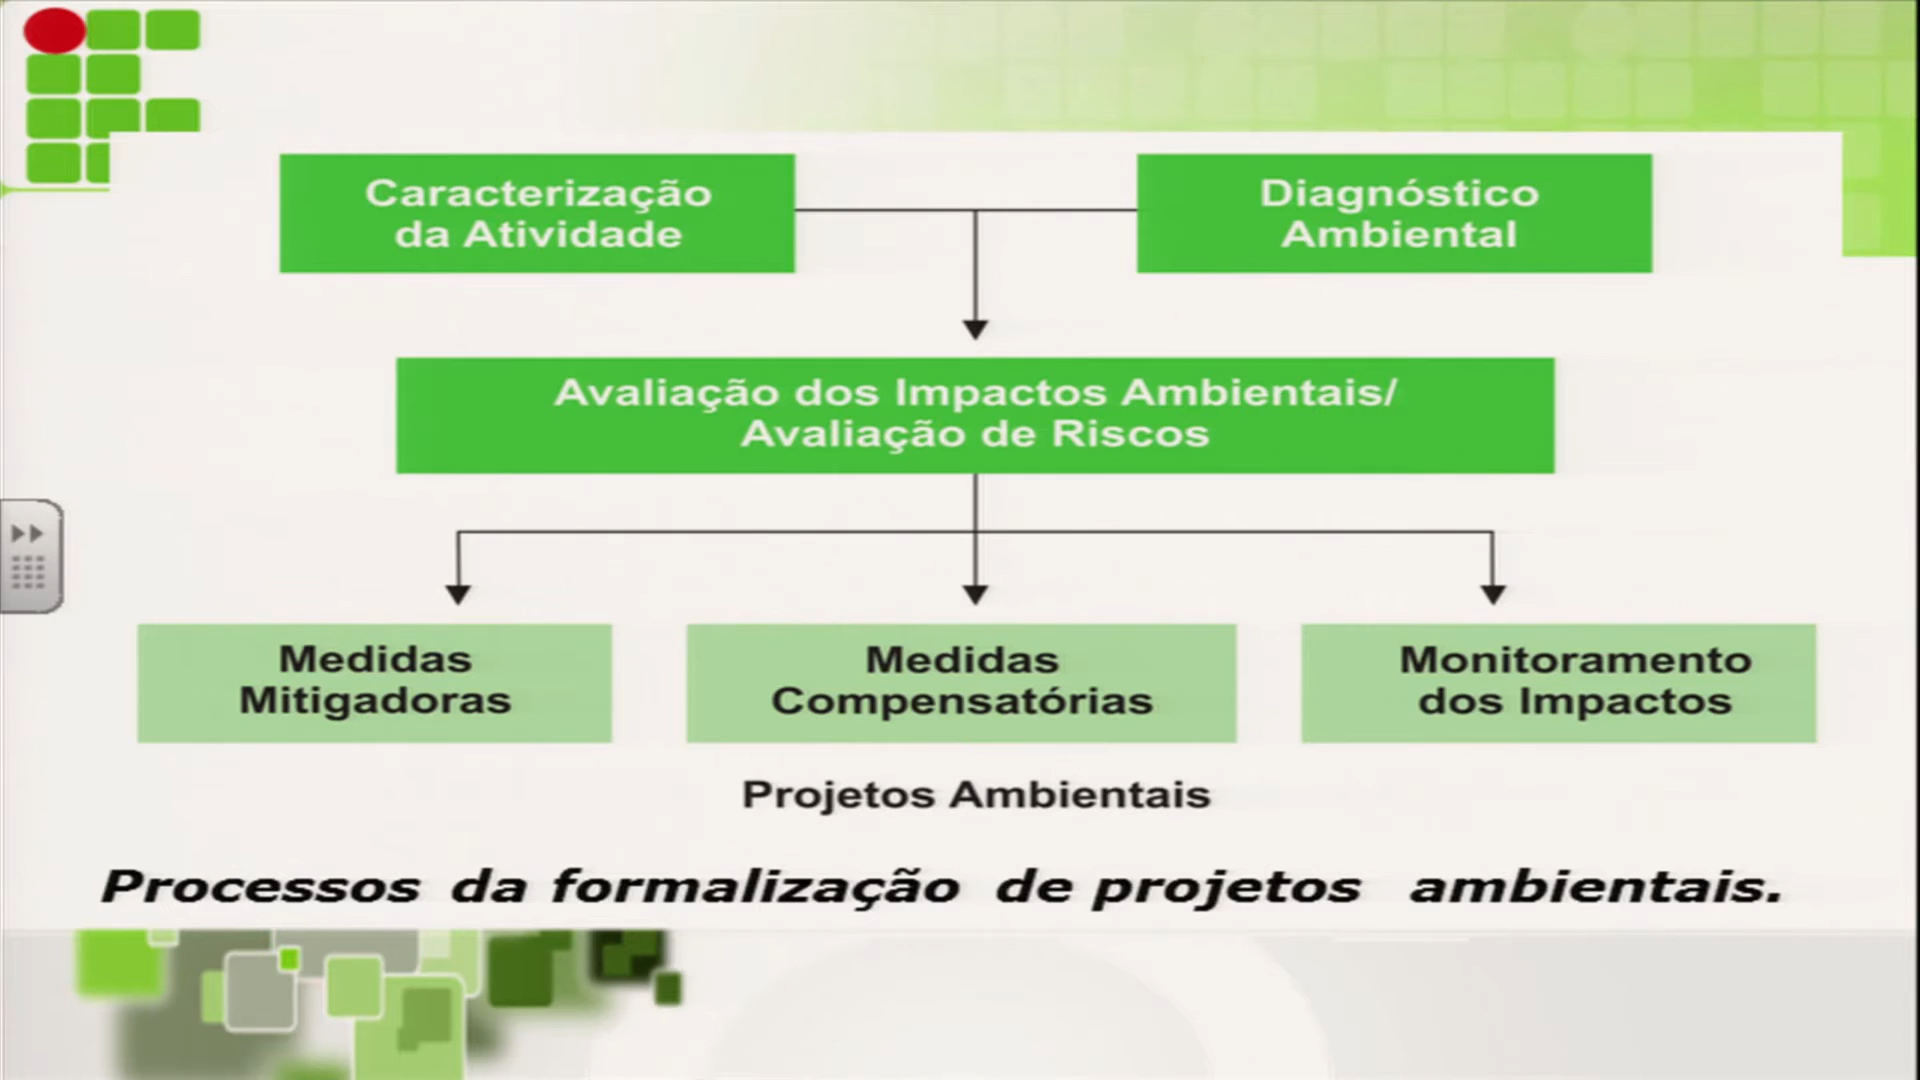 Caracterização
da Atividade
Diagnóstico
Ambiental
Avaliação dos Impactos Ambientais/
Avaliação de Riscos
Medidas
Mitigadoras
Medidas
Compensatórias
Monitoramento
dos Impactos
Projetos Ambientais
Processos da formalização de projetos ambientais.